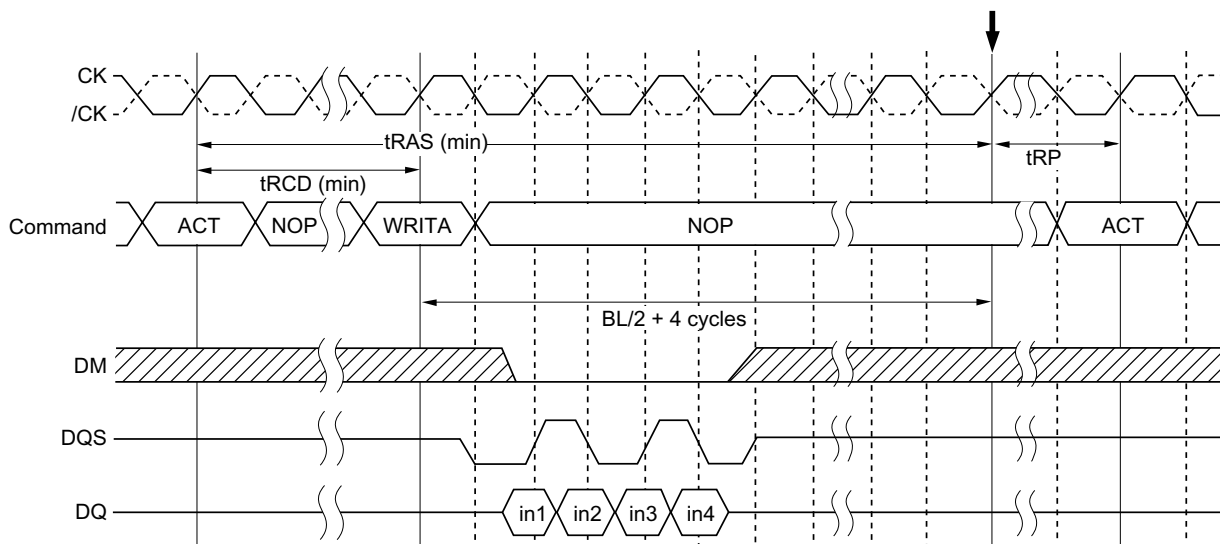 CK
/CK
tRAS (min)
tRP
tRCD (min)
Command
ACT
NOP
WRITA
NOP
ACT
BL/2 + 4 cycles
DM
DQS
DQ
in1
in2
in3
in4